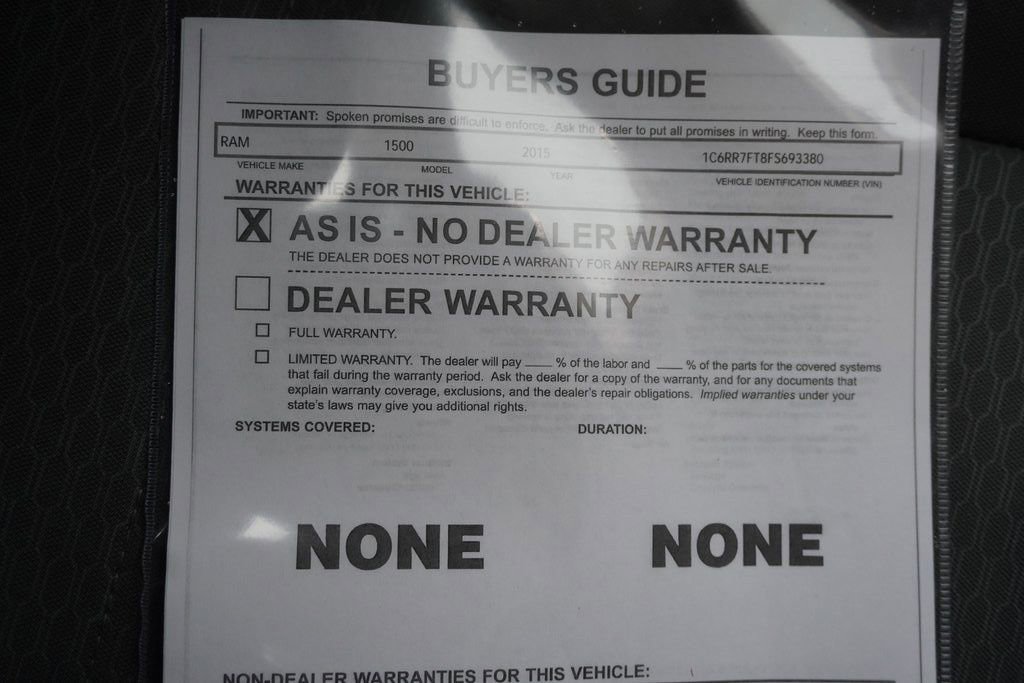 BUYERS GUIDE
IMPORTANT: Spoken promises are difficult to enforce. Ask the dealer to put all promises in writing. Keep this form.
RAM 1500 2015 1C6RR7FT8FS693380
VEHICLE MAKE MODEL YEAR VEHICLE IDENTIFICATION NUMBER (VIN)
WARRANTIES FOR THIS VEHICLE:
X AS IS - NO DEALER WARRANTY
THE DEALER DOES NOT PROVIDE A WARRANTY FOR ANY REPAIRS AFTER SALE.
DEALER WARRANTY
FULL WARRANTY.
LIMITED WARRANTY. The dealer will pay ____ % of the labor and ____ % of the parts for the covered systems
that fail during the warranty period. Ask the dealer for a copy of the warranty, and for any documents that
explain warranty coverage, exclusions, and the dealer's repair obligations. Implied warranties under your
state's laws may give you additional rights.
SYSTEMS COVERED: DURATION:
NONE NONE
NON-DEALER WARRANTIES FOR THIS VEHICLE: